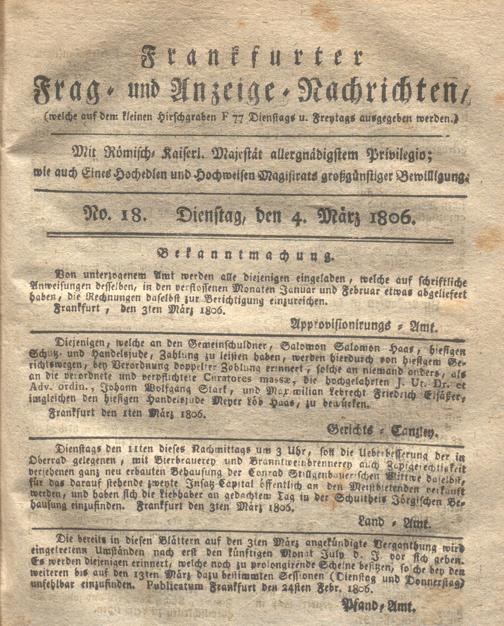 Frankfurter
Frag- und Anzeige-Nachrichten,
(welche auf dem kleinen Hirschgraben F 77 Dienstags u. Freytags ausgegeben werden.)
Mit Römisch-Kaiserl. Majestät allergnädigstem Privilegio;
wie auch Eines Hochedlen und Hochweisen Magistrats großgünstiger Bewilligung.
No. 18. Dienstag, den 4. März 1806.
Bekanntmachung.
Von unterzogenem Amt werden alle diejenigen eingeladen, welche auf schriftliche
Anweisungen desselben, in den verflossenen Monaten Januar und Februar etwas abgeliefert
haben, die Rechnungen daselbst zur Berichtigung einzureichen.
Frankfurt, den 3ten März 1806.
Approvisionirungs-Amt.
Diejenigen, welche an den Gemeinschuldner, Salomon Salomon Haas, hiesigen
Schutz- und Handelsjude, Zahlung zu leisten haben, werden hierdurch von hiesigem Ge-
richtswegen, bey Verordnung doppelter Zahlung erinnert, solche an niemand anders, als
an die verordnete und verpflichtete Curatores massæ, die hochgelahrten J. Ur. Dr. et
Adv. ordin., Johann Wolfgang Start, und Maximilian Lebrecht Friedrich Elsäßer,
imgleichen den hiesigen Handelsjude Meyer Löb Haas, zu bewürken.
Frankfurt den 1ten März 1806.
Gerichts-Canzley.
Dienstags den 11ten dieses Nachmittags um 3 Uhr, soll die Ueberbesserung der in
Oberrad gelegenen, mit Bierbrauerey und Branntweinbrennerey auch Zapfgerechtigkeit
versehenen ganz neu erbauten Behausung der Conrad Stillgenbauerischen Wittwe daselbst,
für das darauf stehende zweyte Insatz-Capital öffentlich an den Meistbietenden verkauft
werden, und haben sich die Liebhaber an gedachtem Tag in der Schultheis Jörgischen Be-
hausung einzufinden. Frankfurt den 3ten März 1806.
Land-Amt.
Die bereits in diesen Blättern auf den 3ten März angekündigte Verganthung wird
eingetretenen Umständen nach erst den künftigen Monat July d. J. vor sich gehen.
Es werden diejenigen erinnert, welche noch zu prolongirende Scheine besitzen, so che bey den
weiteren bis auf den 13ten März dazu bestimmten Sessionen (Dienstag und Donnerstag)
unfehlbar einzufinden. Publicatum Frankfurt den 24sten Febr. 1806.
Pfand-Amt.